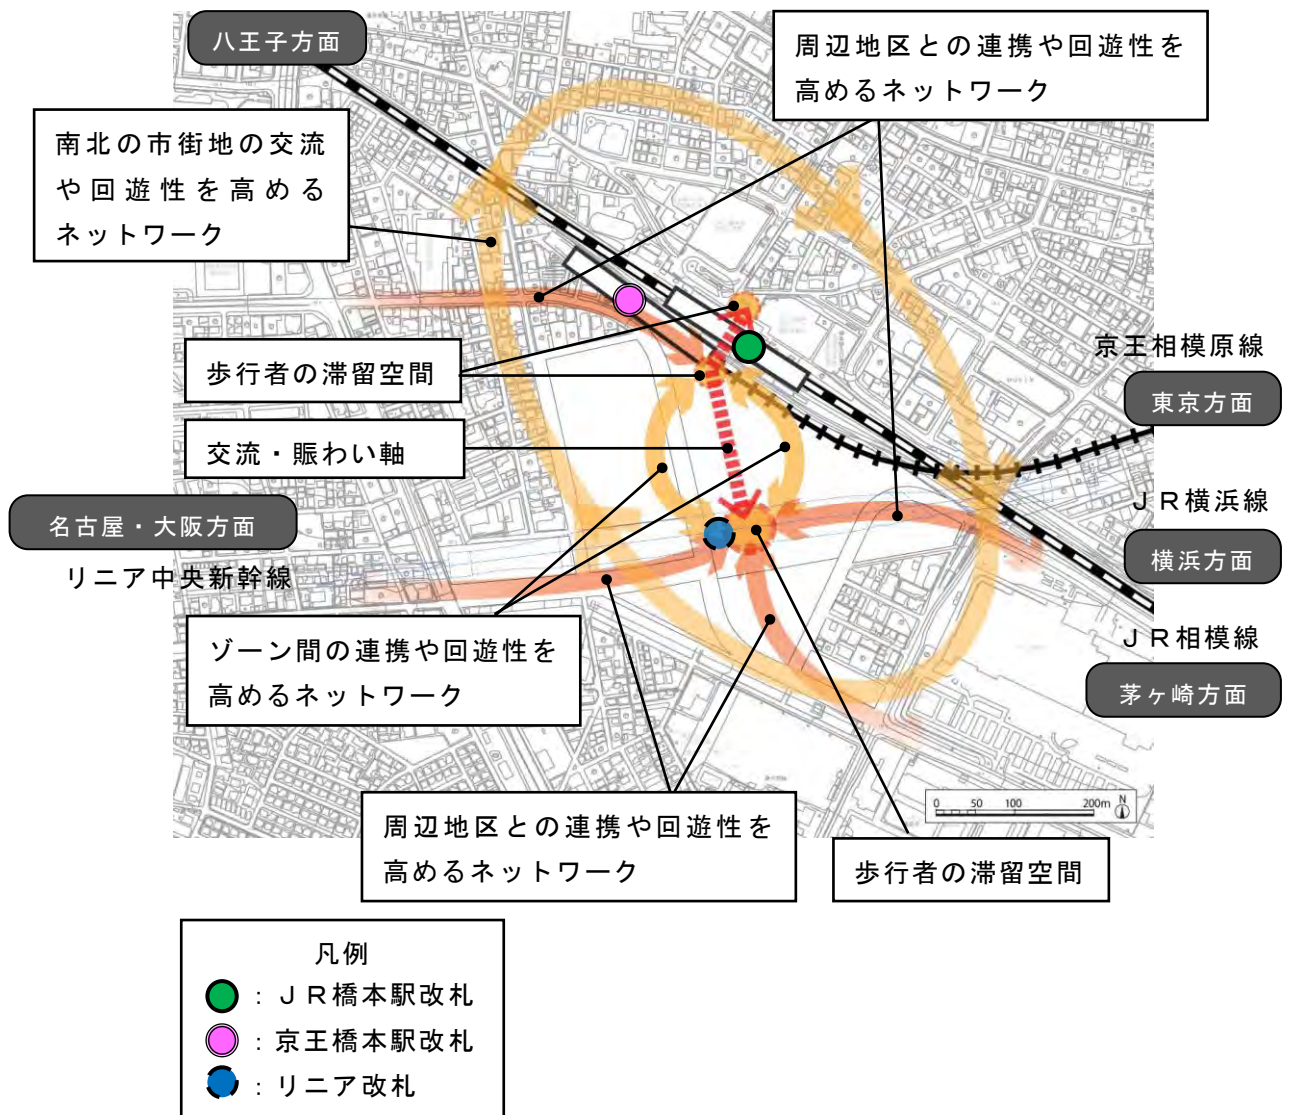 八王子方面
周辺地区との連携や回遊性を
高めるネットワーク
南北の市街地の交流
や回遊性を高める
ネットワーク
京王相模原線
東京方面
歩行者の滞留空間
交流・賑わい軸
名古屋・大阪方面
リニア中央新幹線
ＪＲ横浜線
横浜方面
ＪＲ相模線
茅ヶ崎方面
ゾーン間の連携や回遊性を
高めるネットワーク
周辺地区との連携や回遊性を
高めるネットワーク
歩行者の滞留空間
0 50 100 200m N
凡例
：ＪＲ橋本駅改札
：京王橋本駅改札
：リニア改札